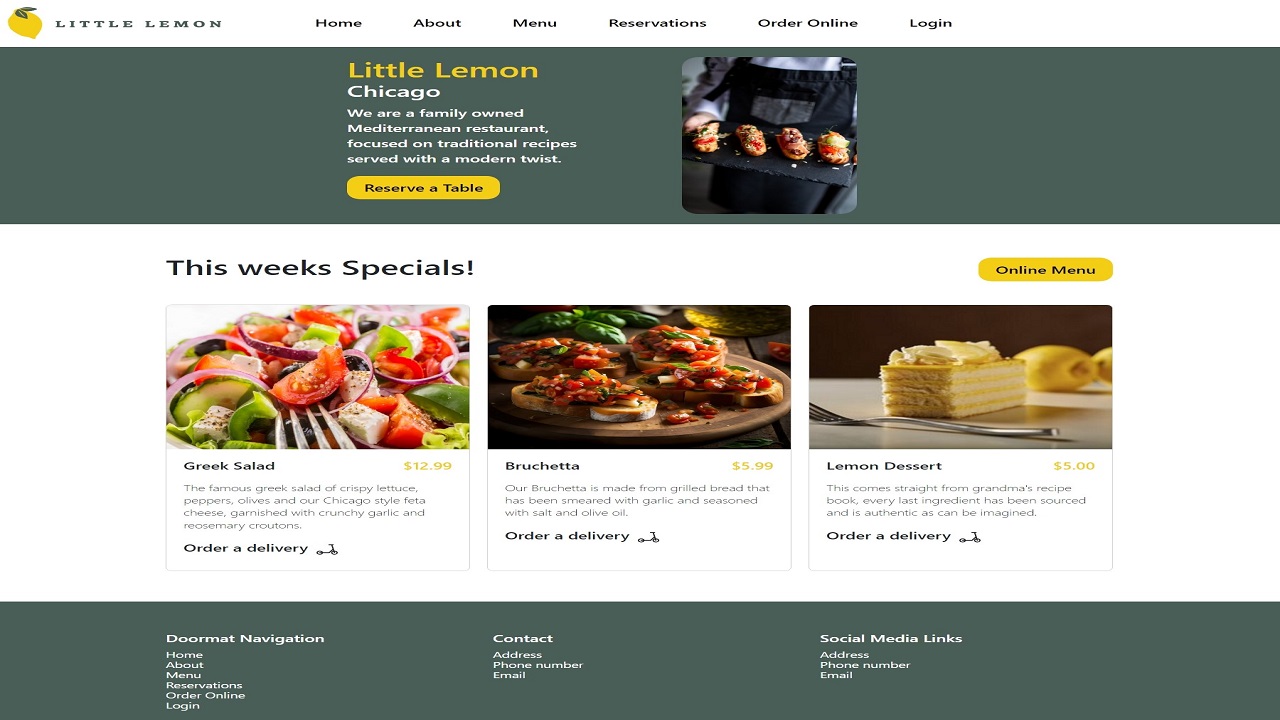 LITTLE LEMON
Home About Menu Reservations Order Online Login
Little Lemon
Chicago
We are a family owned
Mediterranean restaurant,
focused on traditional recipes
served with a modern twist.
Reserve a Table
This weeks Specials!
Online Menu
Greek Salad $12.99
The famous greek salad of crispy lettuce,
peppers, olives and our Chicago style feta
cheese, garnished with crunchy garlic and
reosemary croutons.
Order a delivery
Bruchetta $5.99
Our Bruchetta is made from grilled bread that
has been smeared with garlic and seasoned
with salt and olive oil.
Order a delivery
Lemon Dessert $5.00
This comes straight from grandma's recipe
book, every last ingredient has been sourced
and is authentic as can be imagined.
Order a delivery
Doormat Navigation
Home
About
Menu
Reservations
Order Online
Login
Contact
Address
Phone number
Email
Social Media Links
Address
Phone number
Email